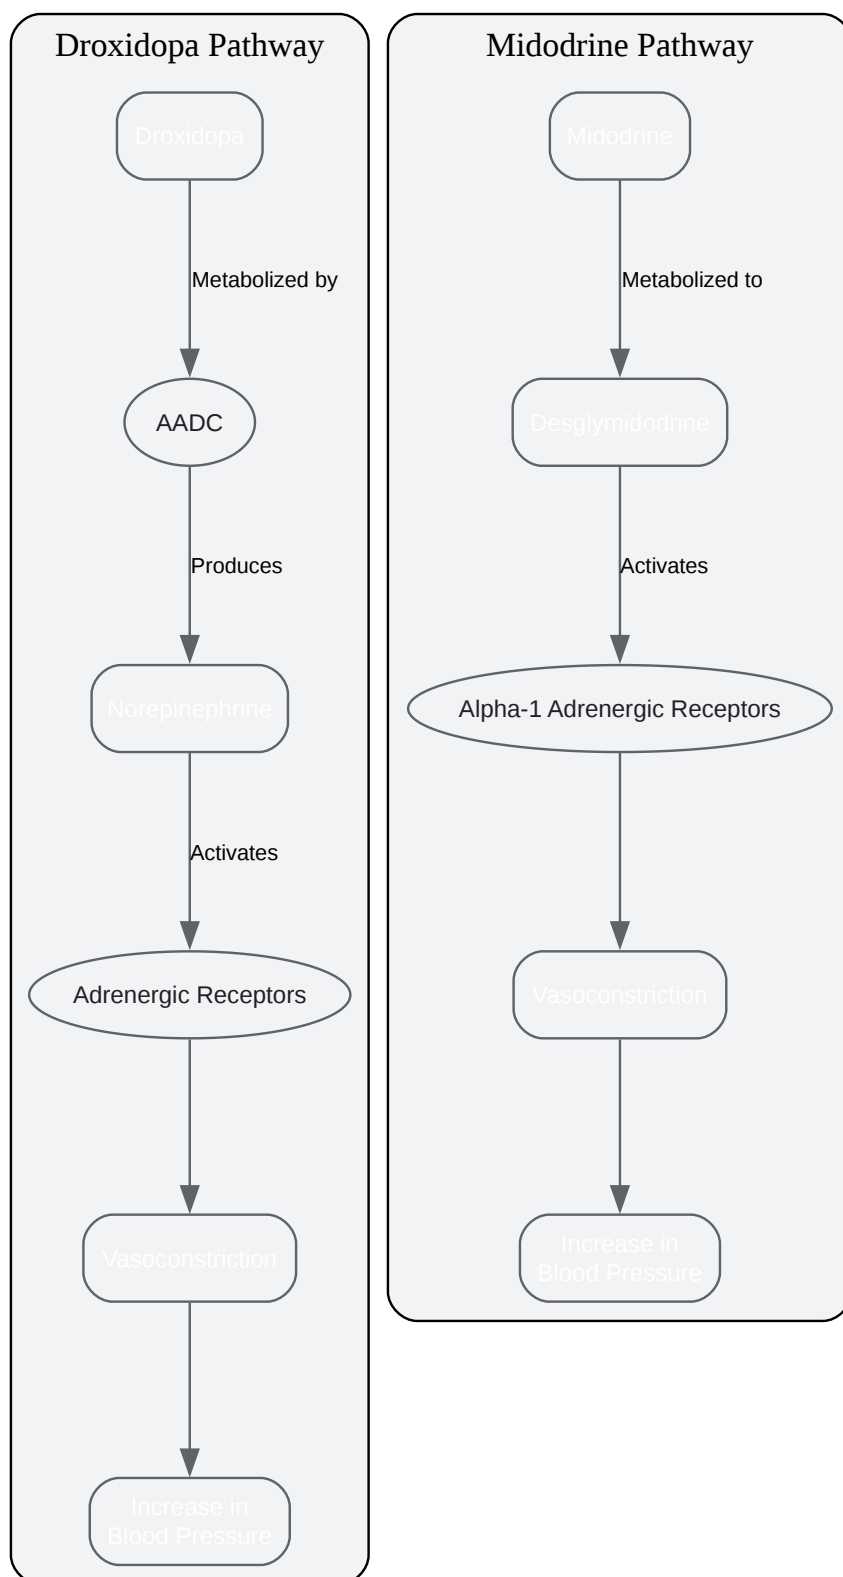 Droxidopa Pathway
Droxidopa
Metabolized by
AADC
Produces
Norepinephrine
Activates
Adrenergic Receptors
Vasoconstriction
Increase in
Blood Pressure
Midodrine Pathway
Midodrine
Metabolized to
Desglymidodrine
Activates
Alpha-1 Adrenergic Receptors
Vasoconstriction
Increase in
Blood Pressure